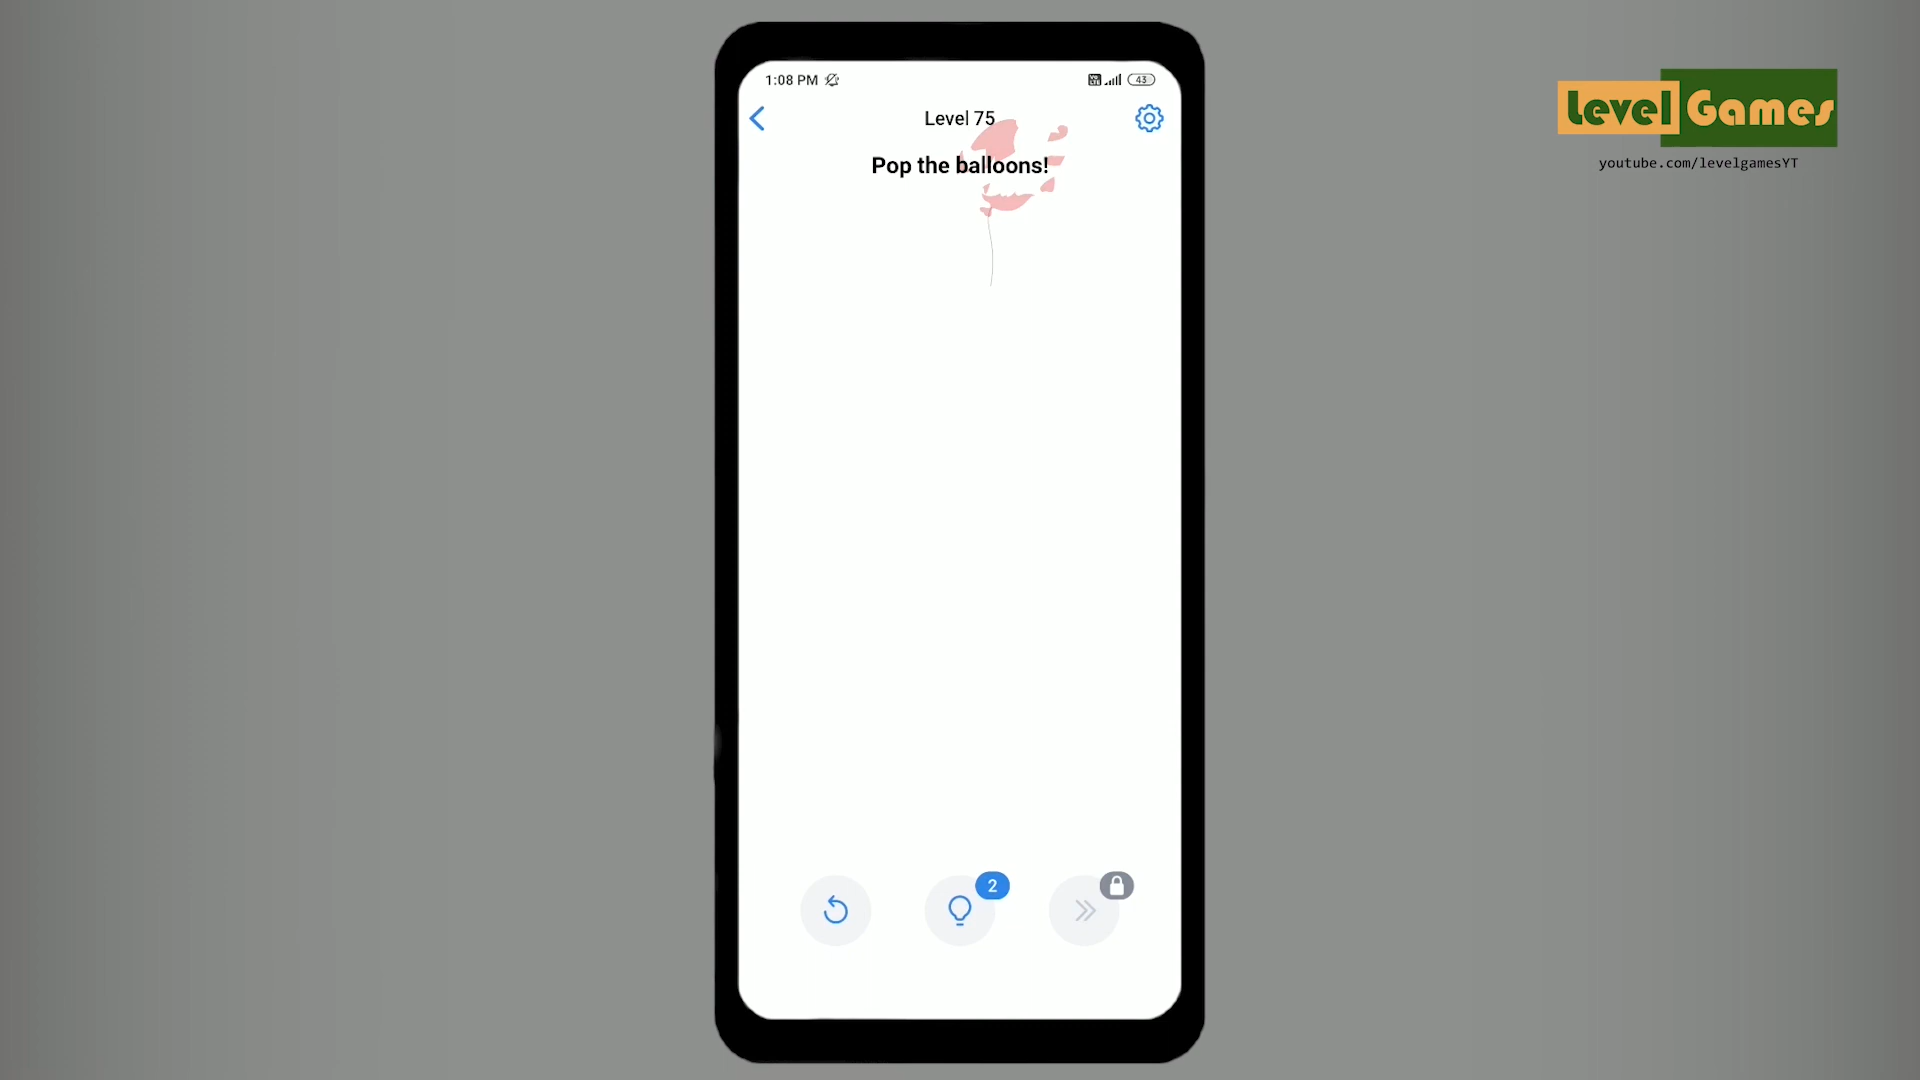 1:08 PM
43
Level 75
Pop the balloons!
2
Level Games
youtube.com/levelgamesYT